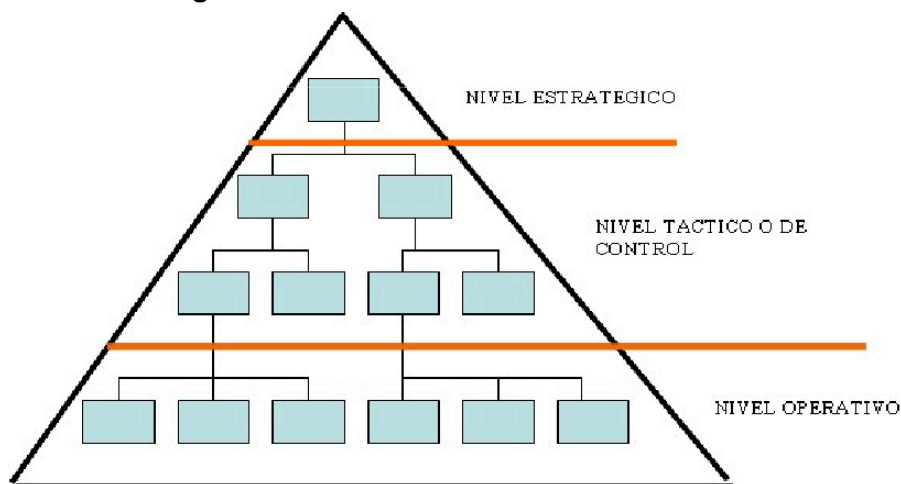 NIVEL ESTRATEGICO
NIVEL TACTICO O DE
CONTROL
NIVEL OPERATIVO